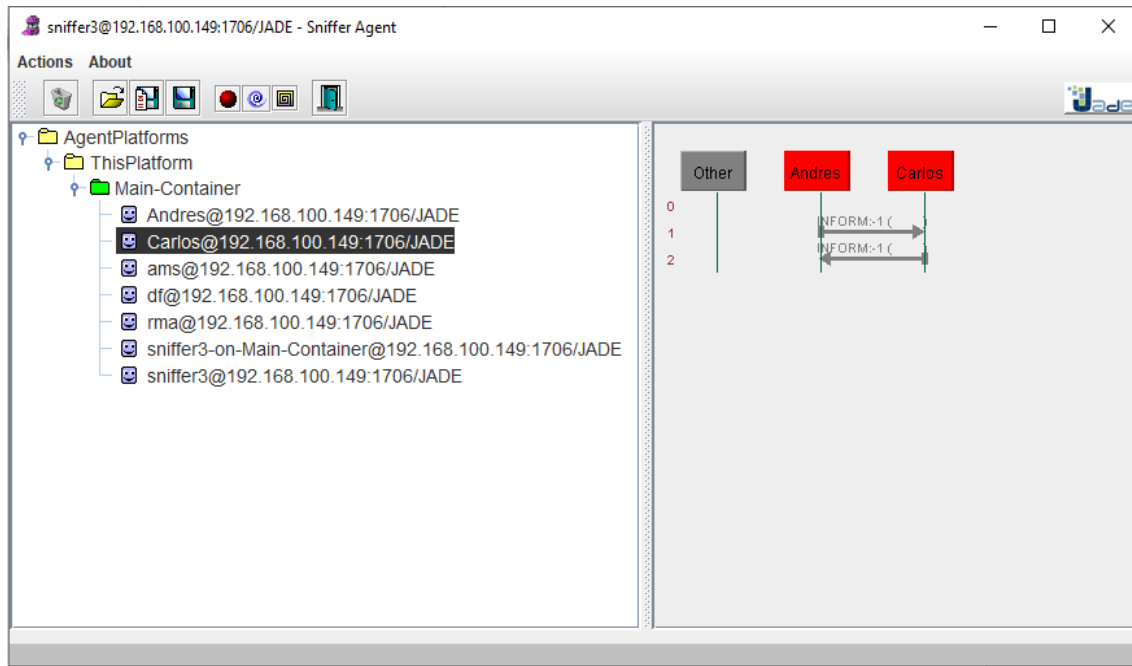 sniffer3@192.168.100.149:1706/JADE - Sniffer Agent
Actions About
Jade
AgentPlatforms
ThisPlatform
Main-Container
Andres@192.168.100.149:1706/JADE
Carlos@192.168.100.149:1706/JADE
ams@192.168.100.149:1706/JADE
df@192.168.100.149:1706/JADE
rma@192.168.100.149:1706/JADE
sniffer3-on-Main-Container@192.168.100.149:1706/JADE
sniffer3@192.168.100.149:1706/JADE
Other Andres Carlos
0
INFORM:-1 ( )
1
INFORM:-1 ( )
2